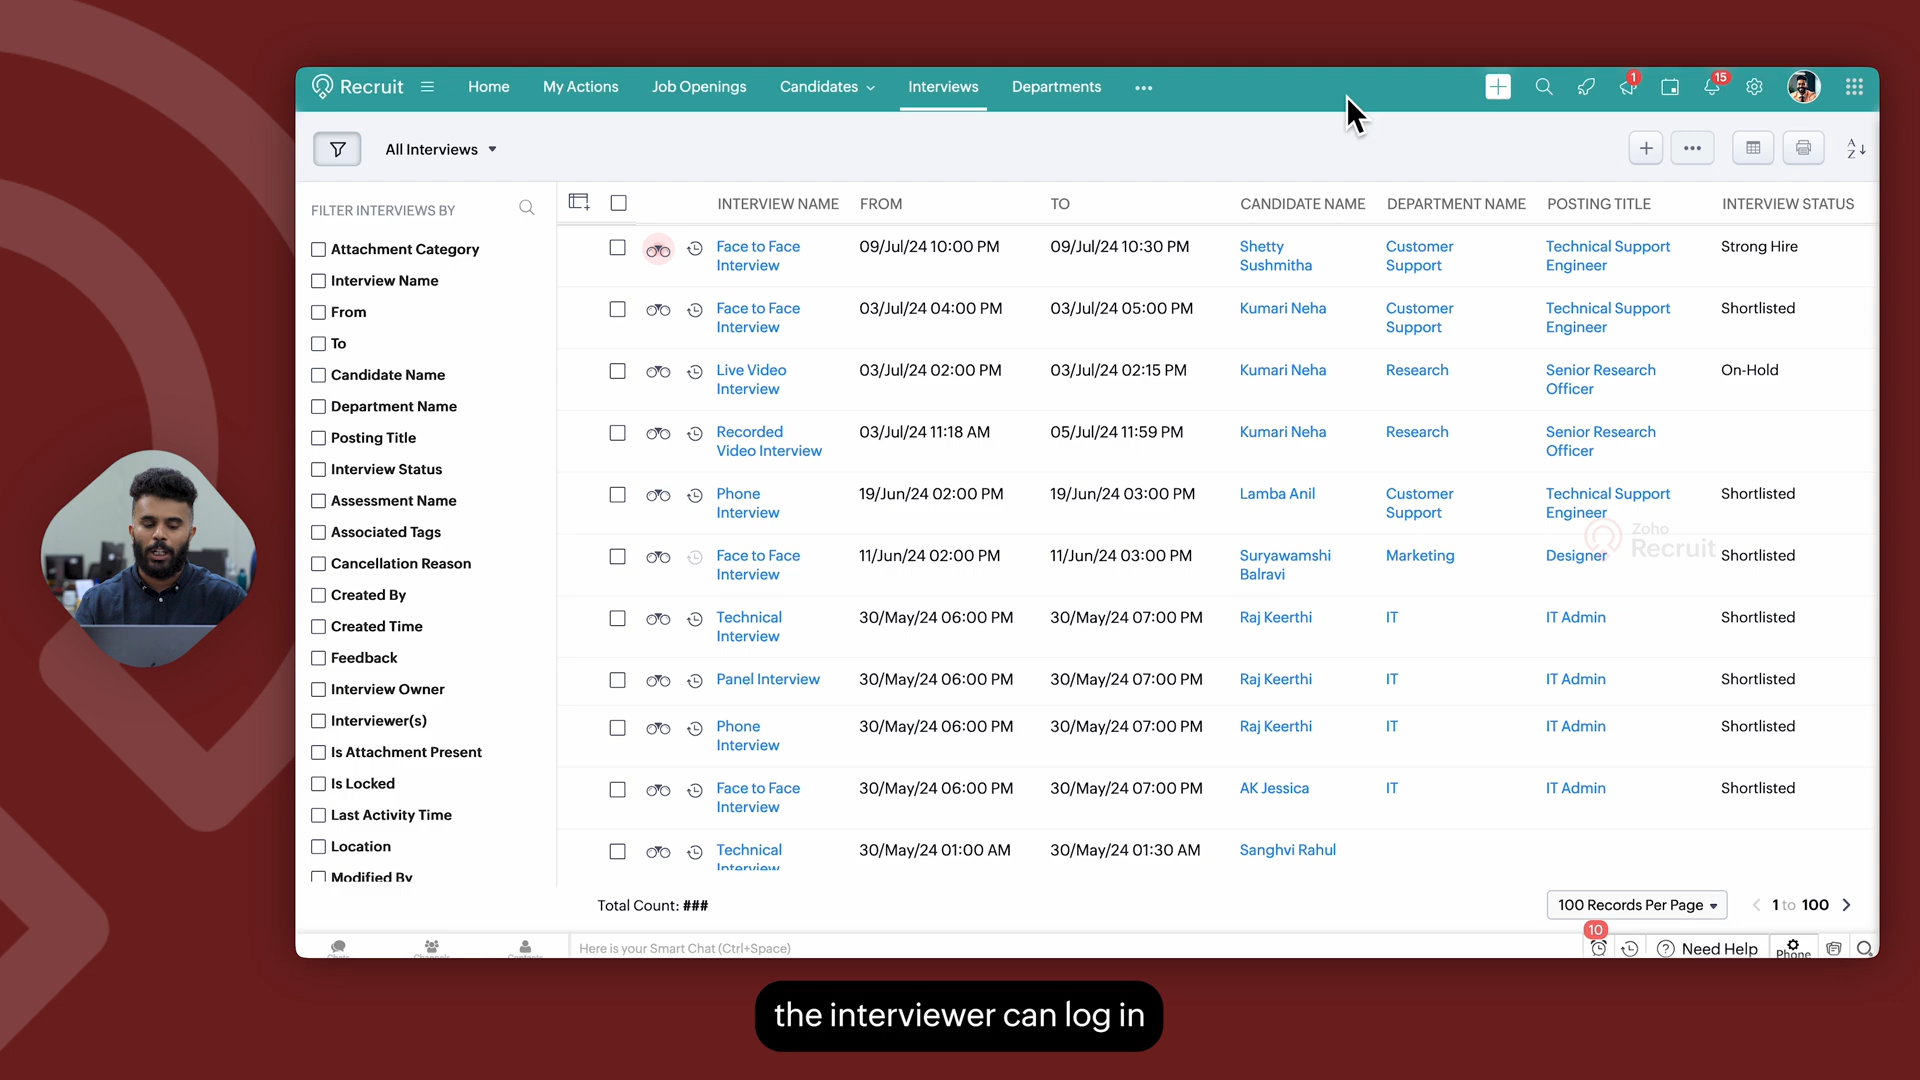 Recruit
Home
My Actions
Job Openings
Candidates
Interviews
Departments
1
15
All Interviews
A
Z
FILTER INTERVIEWS BY
INTERVIEW NAME FROM TO CANDIDATE NAME DEPARTMENT NAME POSTING TITLE INTERVIEW STATUS
Attachment Category
Interview Name
From
To
Candidate Name
Department Name
Posting Title
Interview Status
Assessment Name
Associated Tags
Cancellation Reason
Created By
Created Time
Feedback
Interview Owner
Interviewer(s)
Is Attachment Present
Is Locked
Last Activity Time
Location
Modified By
Face to Face 09/Jul/24 10:00 PM 09/Jul/24 10:30 PM Shetty Customer Technical Support Strong Hire
Interview Sushmitha Support Engineer
Face to Face 03/Jul/24 04:00 PM 03/Jul/24 05:00 PM Kumari Neha Customer Technical Support Shortlisted
Interview Support Engineer
Live Video 03/Jul/24 02:00 PM 03/Jul/24 02:15 PM Kumari Neha Research Senior Research On-Hold
Interview Officer
Recorded 03/Jul/24 11:18 AM 05/Jul/24 11:59 PM Kumari Neha Research Senior Research
Video Interview Officer
Phone 19/Jun/24 02:00 PM 19/Jun/24 03:00 PM Lamba Anil Customer Technical Support Shortlisted
Interview Support Engineer
Zoho
Recruit
Face to Face 11/Jun/24 02:00 PM 11/Jun/24 03:00 PM Suryawamshi Marketing Designer Shortlisted
Interview Balravi
Technical 30/May/24 06:00 PM 30/May/24 07:00 PM Raj Keerthi IT IT Admin Shortlisted
Interview
Panel Interview 30/May/24 06:00 PM 30/May/24 07:00 PM Raj Keerthi IT IT Admin Shortlisted
Phone 30/May/24 06:00 PM 30/May/24 07:00 PM Raj Keerthi IT IT Admin Shortlisted
Interview
Face to Face 30/May/24 06:00 PM 30/May/24 07:00 PM AK Jessica IT IT Admin Shortlisted
Interview
Technical 30/May/24 01:00 AM 30/May/24 01:30 AM Sanghvi Rahul
Interview
Total Count: ###
100 Records Per Page
1 to 100
10
Chats
Channels
Contacts
Here is your Smart Chat (Ctrl+Space)
Need Help
Phone
the interviewer can log in